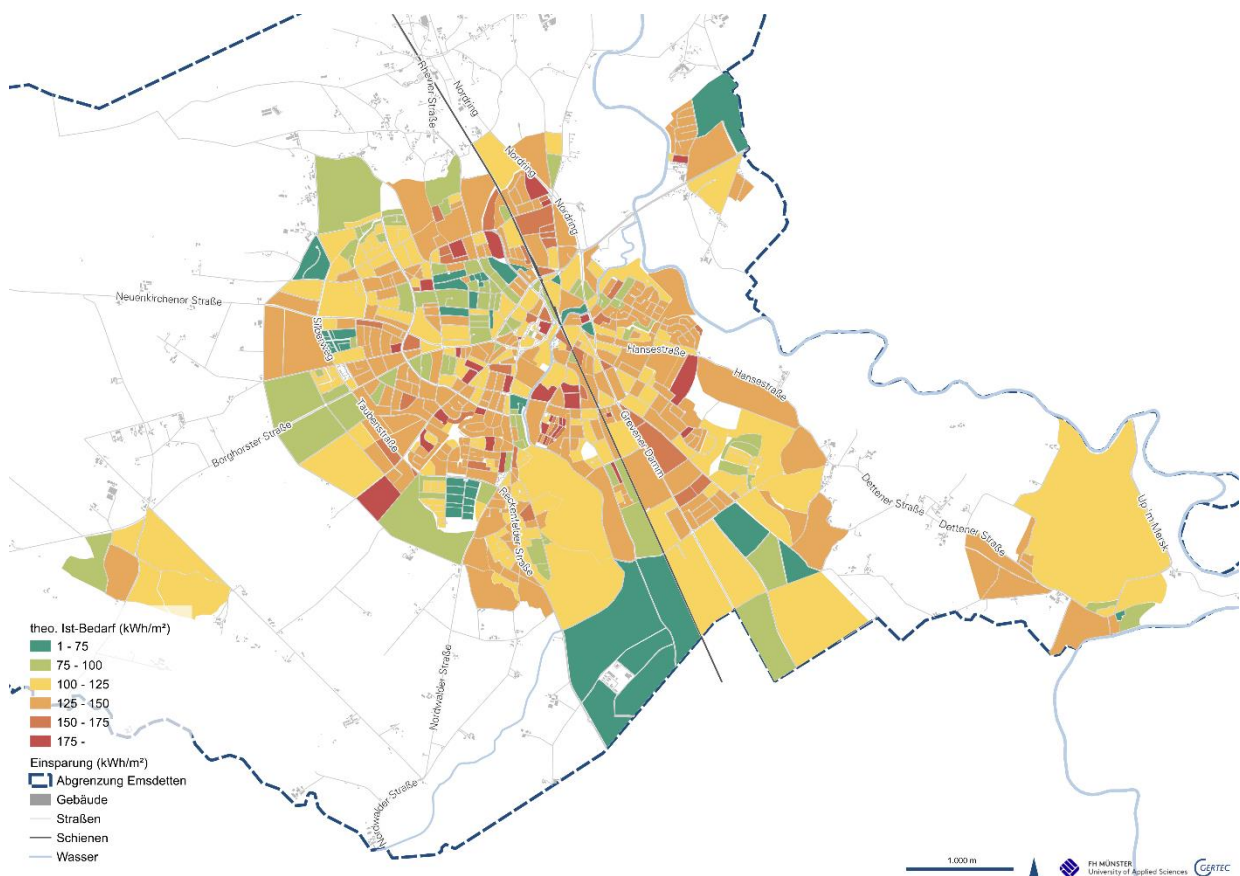 Rheiner Straße
Nordring
Nordring
Nordring
Neuenkirchener Straße
Silberweg
Hansestraße
Hansestraße
Taubenstraße
Borghorster Straße
Grevener Damm
Reckenfelder Straße
Dettener Straße
Dettener Straße
Up 'm Mersk
Nordwalder Straße
Nordwalder Straße
theo. Ist-Bedarf (kWh/m²)
1 - 75
75 - 100
100 - 125
125 - 150
150 - 175
175 -
Einsparung (kWh/m²)
Abgrenzung Emsdetten
Gebäude
Straßen
Schienen
Wasser
1.000 m
FH MÜNSTER
University of Applied Sciences
GERTEC